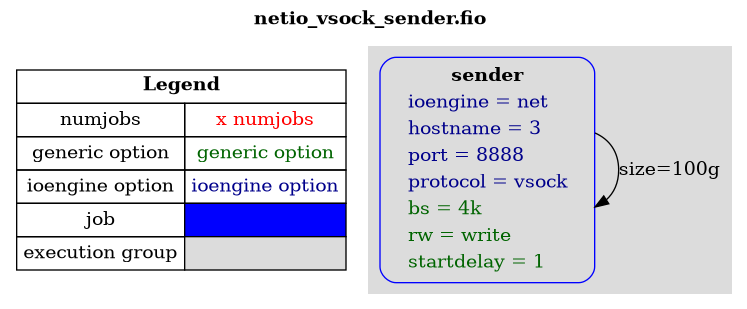 netio_vsock_sender.fio
Legend
numjobs x numjobs
generic option generic option
ioengine option ioengine option
job
execution group
sender
ioengine = net
hostname = 3
port = 8888
protocol = vsock
bs = 4k
rw = write
startdelay = 1
size=100g